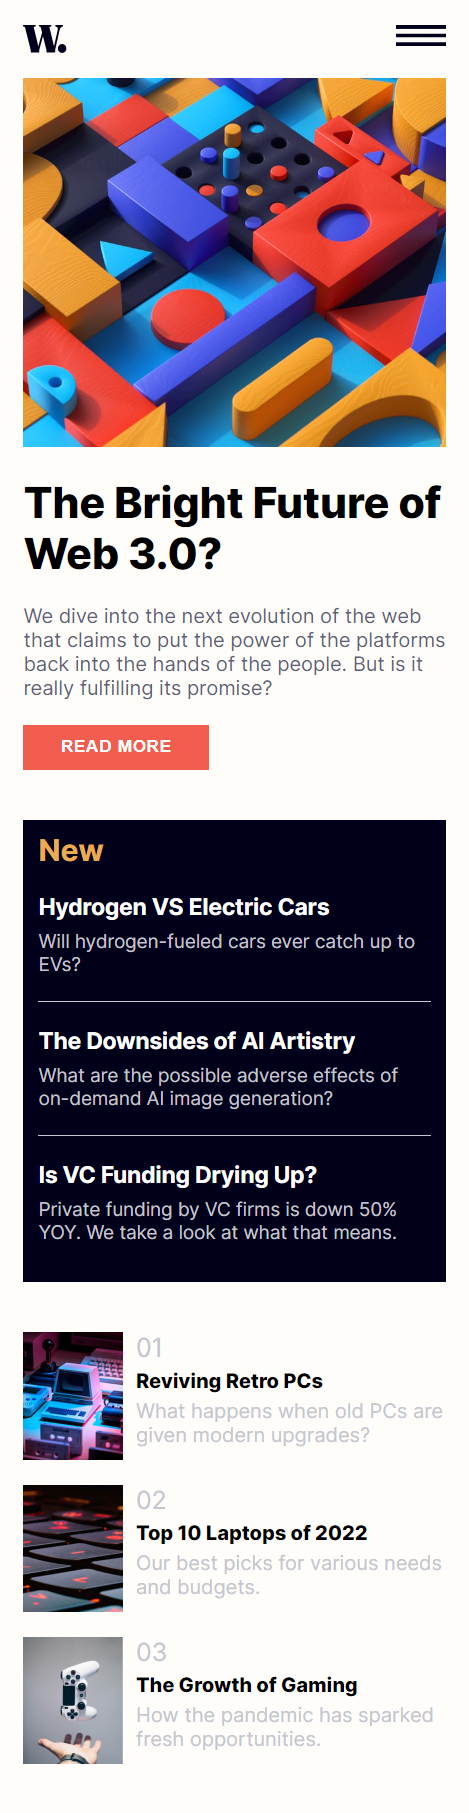 W.
The Bright Future of
Web 3.0?
We dive into the next evolution of the web
that claims to put the power of the platforms
back into the hands of the people. But is it
really fulfilling its promise?
READ MORE
New
Hydrogen VS Electric Cars
Will hydrogen-fueled cars ever catch up to
EVs?
The Downsides of AI Artistry
What are the possible adverse effects of
on-demand AI image generation?
Is VC Funding Drying Up?
Private funding by VC firms is down 50%
YOY. We take a look at what that means.
01
Reviving Retro PCs
What happens when old PCs are
given modern upgrades?
02
Top 10 Laptops of 2022
Our best picks for various needs
and budgets.
03
The Growth of Gaming
How the pandemic has sparked
fresh opportunities.